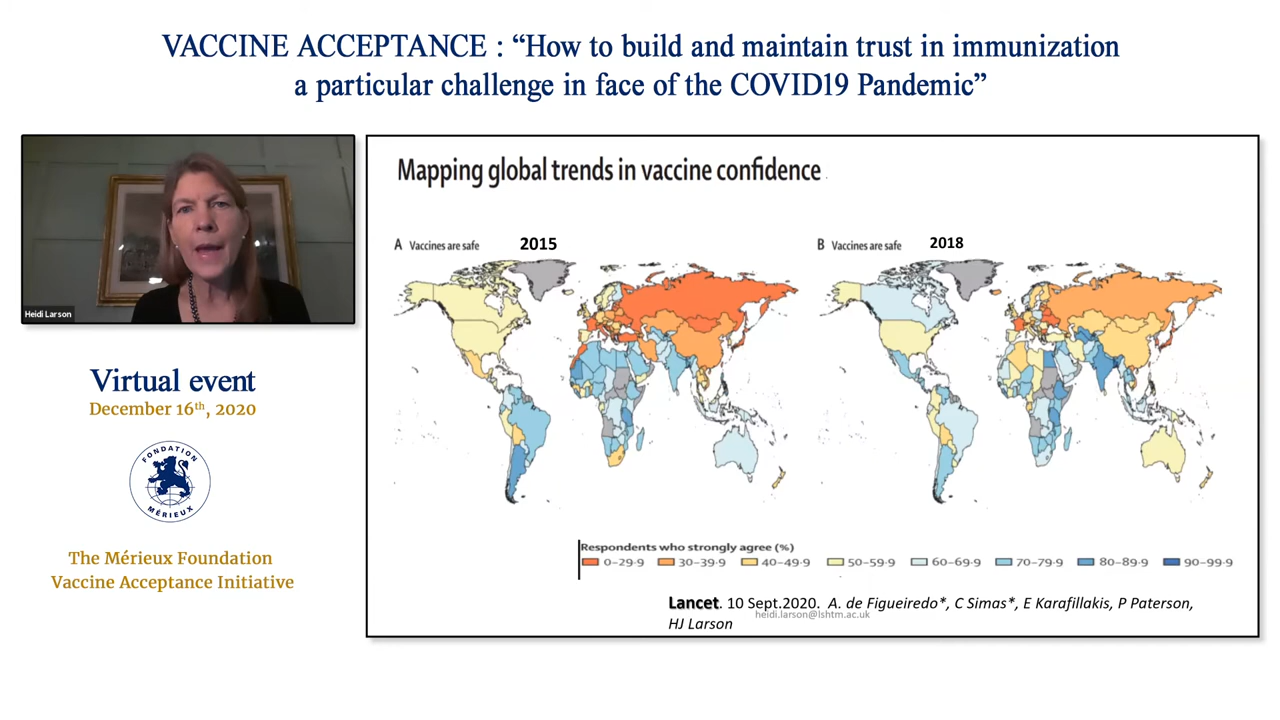 VACCINE ACCEPTANCE : “How to build and maintain trust in immunization
a particular challenge in face of the COVID19 Pandemic”
Heidi Larson
Virtual event
December 16th, 2020
FONDATION
MÉRIEUX
The Mérieux Foundation
Vaccine Acceptance Initiative
Mapping global trends in vaccine confidence
A Vaccines are safe 2015
B Vaccines are safe 2018
Respondents who strongly agree (%)
0–29·9 30–39·9 40–49·9 50–59·9 60–69·9 70–79·9 80–89·9 90–99·9
Lancet. 10 Sept.2020. A. de Figueiredo*, C Simas*, E Karafillakis, P Paterson,
heidi.larson@lshtm.ac.uk
HJ Larson